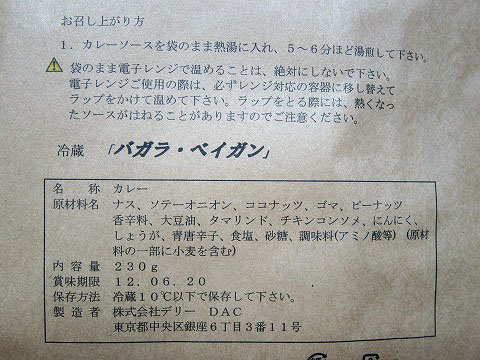 お召し上がり方
１．カレーソースを袋のまま熱湯に入れ、５～６分ほど湯煎して下さい。
袋のまま電子レンジで温めることは、絶対にしないで下さい。
電子レンジご使用の際は、必ずレンジ対応の容器に移し替えて
ラップをかけて温めて下さい。ラップをとる際には、熱くなっ
たソースがはねることがありますのでご注意ください。
冷蔵 「バガラ・ベイガン」
名 称 カレー
原材料名 ナス、ソテーオニオン、ココナッツ、ゴマ、ピーナッツ
香辛料、大豆油、タマリンド、チキンコンソメ、にんにく、
しょうが、青唐辛子、食塩、砂糖、調味料(アミノ酸等) (原材
料の一部に小麦を含む)
内容量 ２３０ｇ
賞味期限 １２．０６．２０
保存方法 冷蔵１０℃以下で保存して下さい。
製造者 株式会社デリー ＤＡＣ
東京都中央区銀座６丁目３番１１号